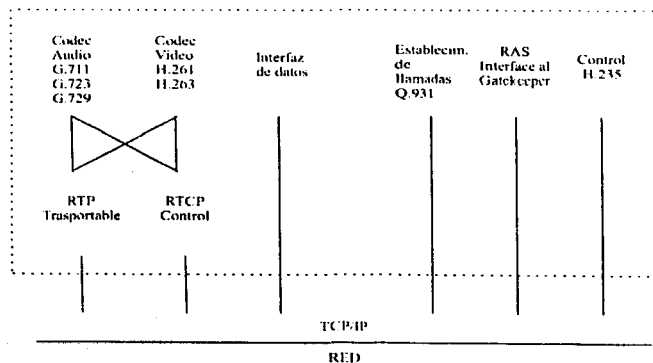 Codec
Audio
G.711
G.723
G.729
Codec
Video
H.261
H.263
Interfaz
de datos
Establecim.
de
llamadas
Q.931
RAS
Interface al
Gatekeeper
Control
H.235
RTP
Trasportable
RTCP
Control
TCP/IP
RED